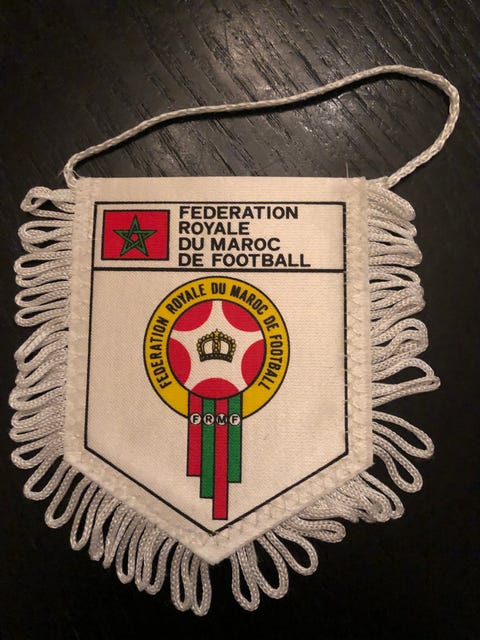 FEDERATION
ROYALE
DU MAROC
DE FOOTBALL
FEDERATION ROYALE DU MAROC DE FOOTBALL
FRMF